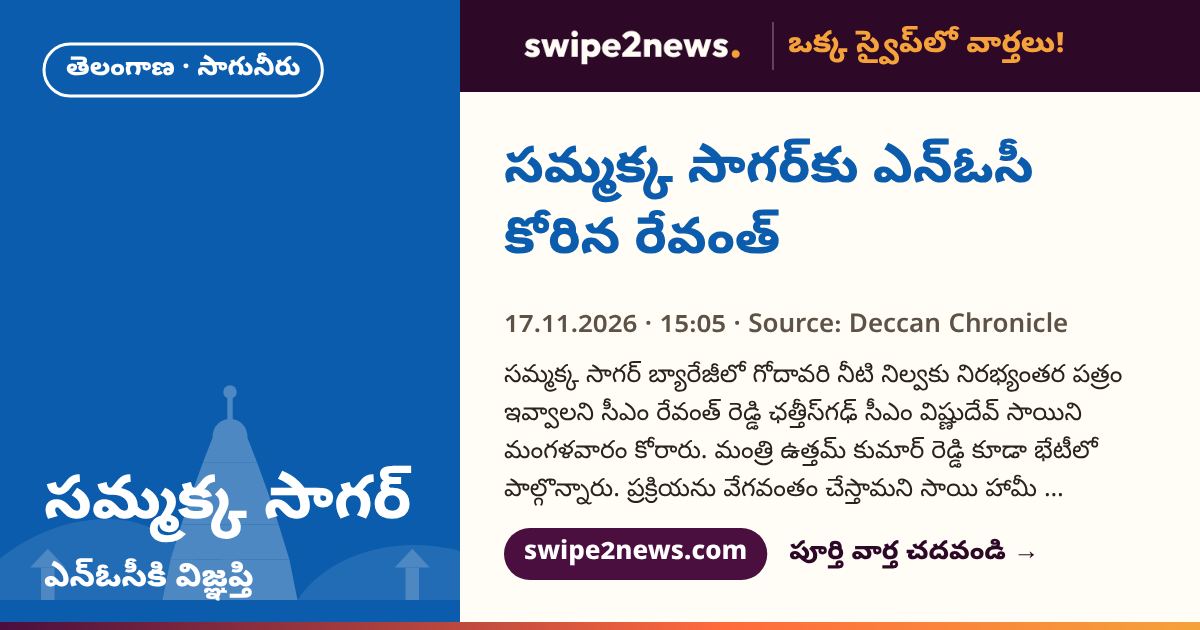 తెలంగాణ · సాగునీరు
సమ్మక్క సాగర్
ఎన్ఓసీకి విజ్ఞప్తి
swipe2news.
ఒక్క స్వైప్‌లో వార్తలు!
సమ్మక్క సాగర్‌కు ఎన్ఓసీ
కోరిన రేవంత్
17.11.2026 · 15:05 · Source: Deccan Chronicle
సమ్మక్క సాగర్ బ్యారేజీలో గోదావరి నీటి నిల్వకు నిరభ్యంతర పత్రం
ఇవ్వాలని సీఎం రేవంత్ రెడ్డి ఛత్తీస్‌గఢ్ సీఎం విష్ణుదేవ్ సాయిని
మంగళవారం కోరారు. మంత్రి ఉత్తమ్ కుమార్ రెడ్డి కూడా భేటీలో
పాల్గొన్నారు. ప్రక్రియను వేగవంతం చేస్తామని సాయి హామీ ...
swipe2news.com
పూర్తి వార్త చదవండి →